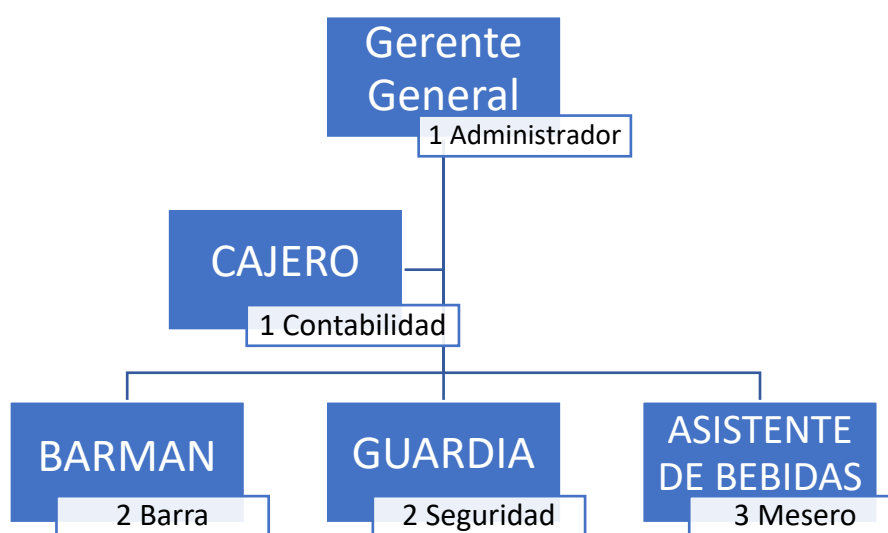 Gerente
General
1 Administrador
CAJERO
1 Contabilidad
BARMAN
2 Barra
GUARDIA
2 Seguridad
ASISTENTE
DE BEBIDAS
3 Mesero